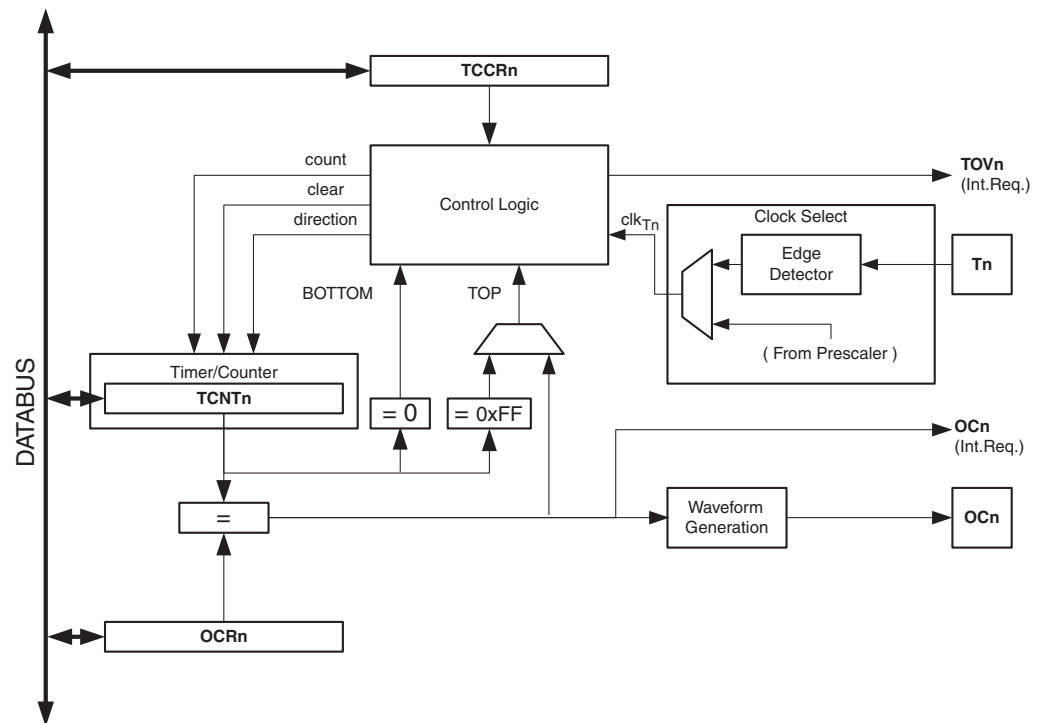 TCCRn
count
clear
direction
Control Logic
TOVn
(Int.Req.)
clkTn
Clock Select
Edge
Detector
Tn
( From Prescaler )
BOTTOM
TOP
DATABUS
Timer/Counter
TCNTn
= 0
= 0xFF
OCn
(Int.Req.)
=
Waveform
Generation
OCn
OCRn